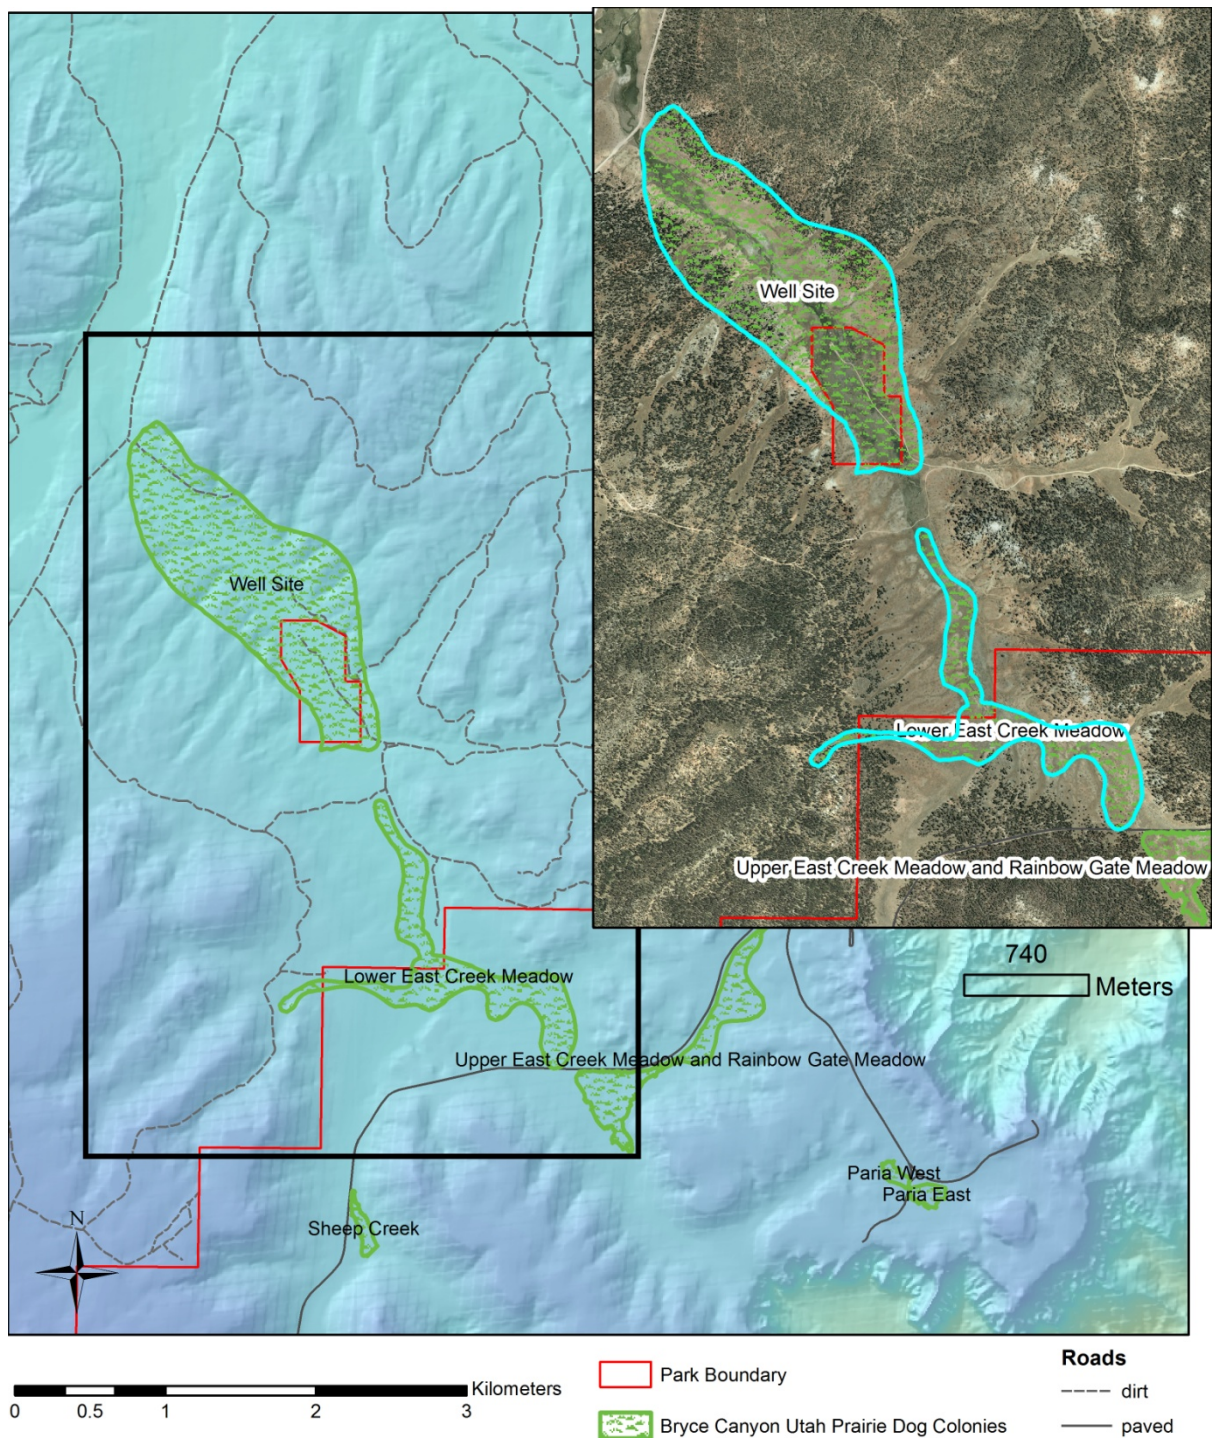 Well Site
Well Site
Lower East Creek Meadow
Upper East Creek Meadow and Rainbow Gate Meadow
740
Meters
Lower East Creek Meadow
Upper East Creek Meadow and Rainbow Gate Meadow
Paria West
Paria East
Sheep Creek
N
Kilometers
0 0.5 1 2 3
Park Boundary
Bryce Canyon Utah Prairie Dog Colonies
Roads
dirt
paved